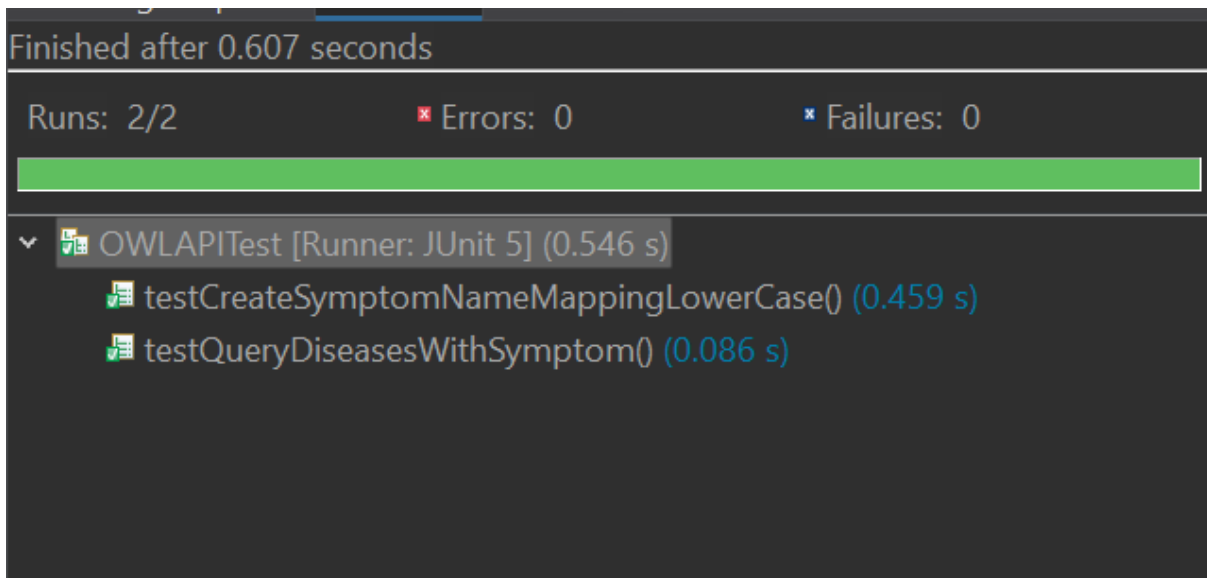 Finished after 0.607 seconds
Runs: 2/2 Errors: 0 Failures: 0
OWLAPITest [Runner: JUnit 5] (0.546 s)
testCreateSymptomNameMappingLowerCase() (0.459 s)
testQueryDiseasesWithSymptom() (0.086 s)